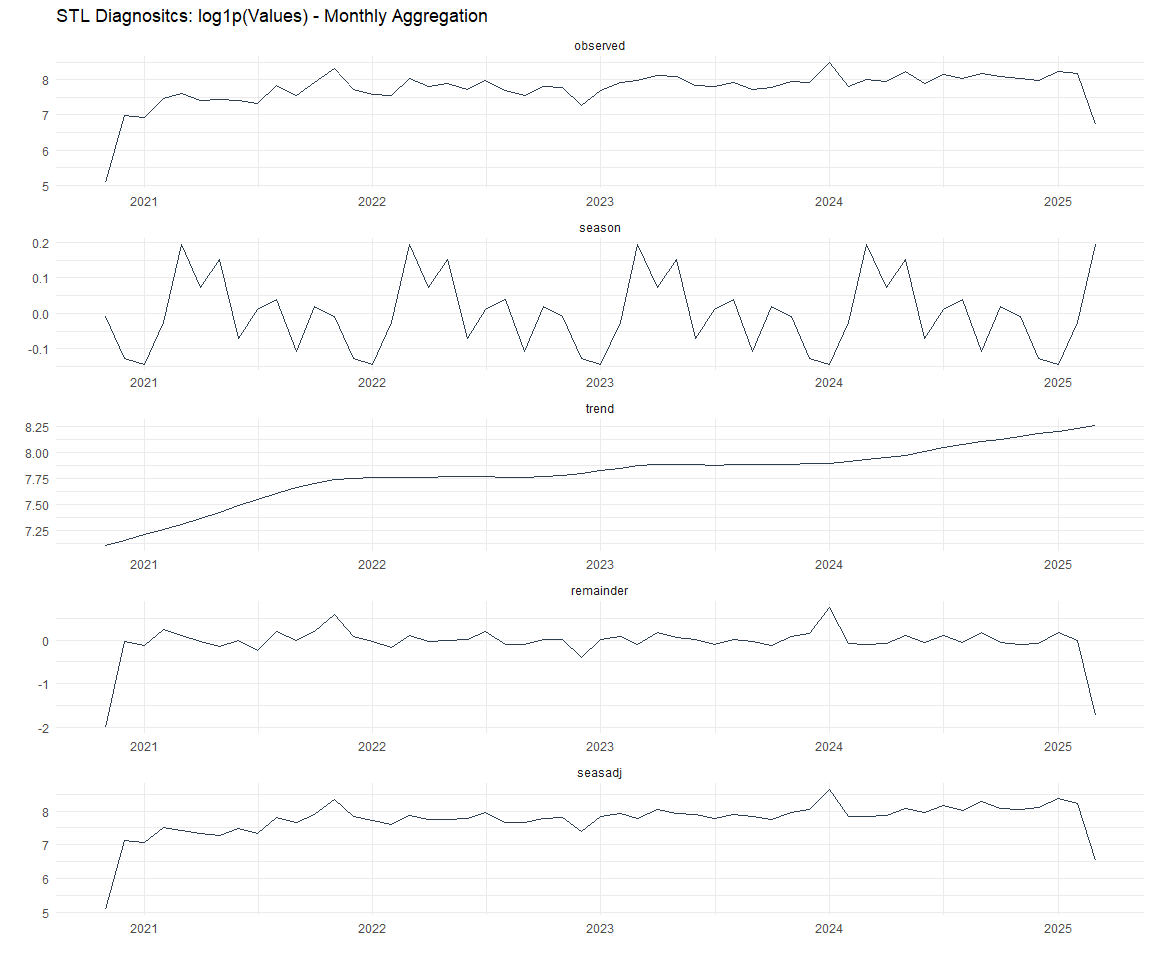 STL Diagnositcs: log1p(Values) - Monthly Aggregation
observed
8
7
6
5
2021 2022 2023 2024 2025
season
0.2
0.1
0.0
-0.1
2021 2022 2023 2024 2025
trend
8.25
8.00
7.75
7.50
7.25
2021 2022 2023 2024 2025
remainder
0
-1
-2
2021 2022 2023 2024 2025
seasadj
8
7
6
5
2021 2022 2023 2024 2025